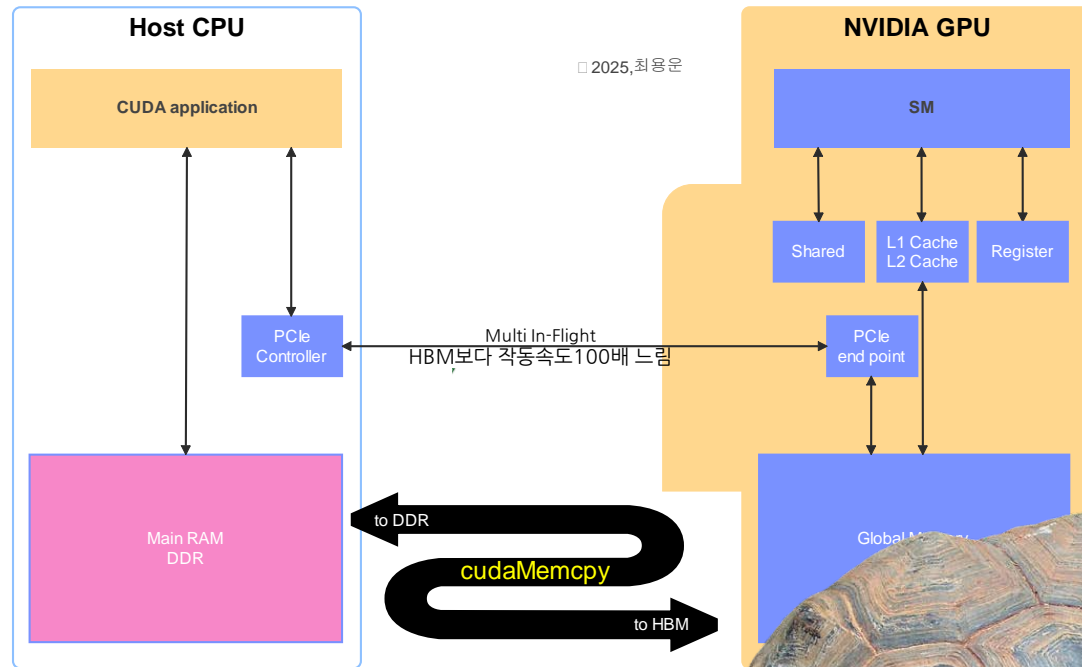 Host CPU
NVIDIA GPU
2025,최용운
CUDA application
SM
Shared
L1 Cache
L2 Cache
Register
PCIe
Controller
Multi In-Flight
HBM보다 작동속도100배 느림
PCIe
end point
Main RAM
DDR
to DDR
cudaMemcpy
to HBM
Global